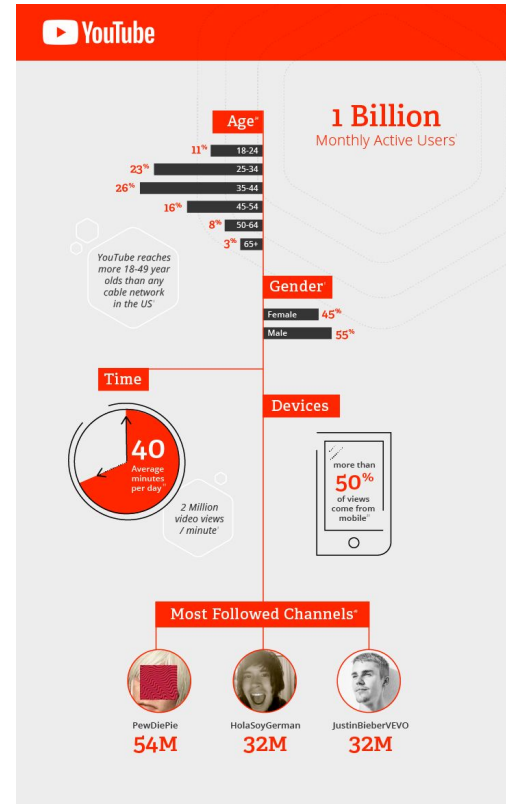 YouTube
1 Billion
Monthly Active Users
Age
11% 18-24
23% 25-34
26% 35-44
16% 45-54
8% 50-64
3% 65+
YouTube reaches
more 18-49 year
olds than any
cable network
in the US
Gender
Female 45%
Male 55%
Time
40
Average
minutes
per day
2 Million
video views
/ minute
Devices
more than
50%
of views
come from
mobile
Most Followed Channels
PewDiePie
54M
HolaSoyGerman
32M
JustinBieberVEVO
32M